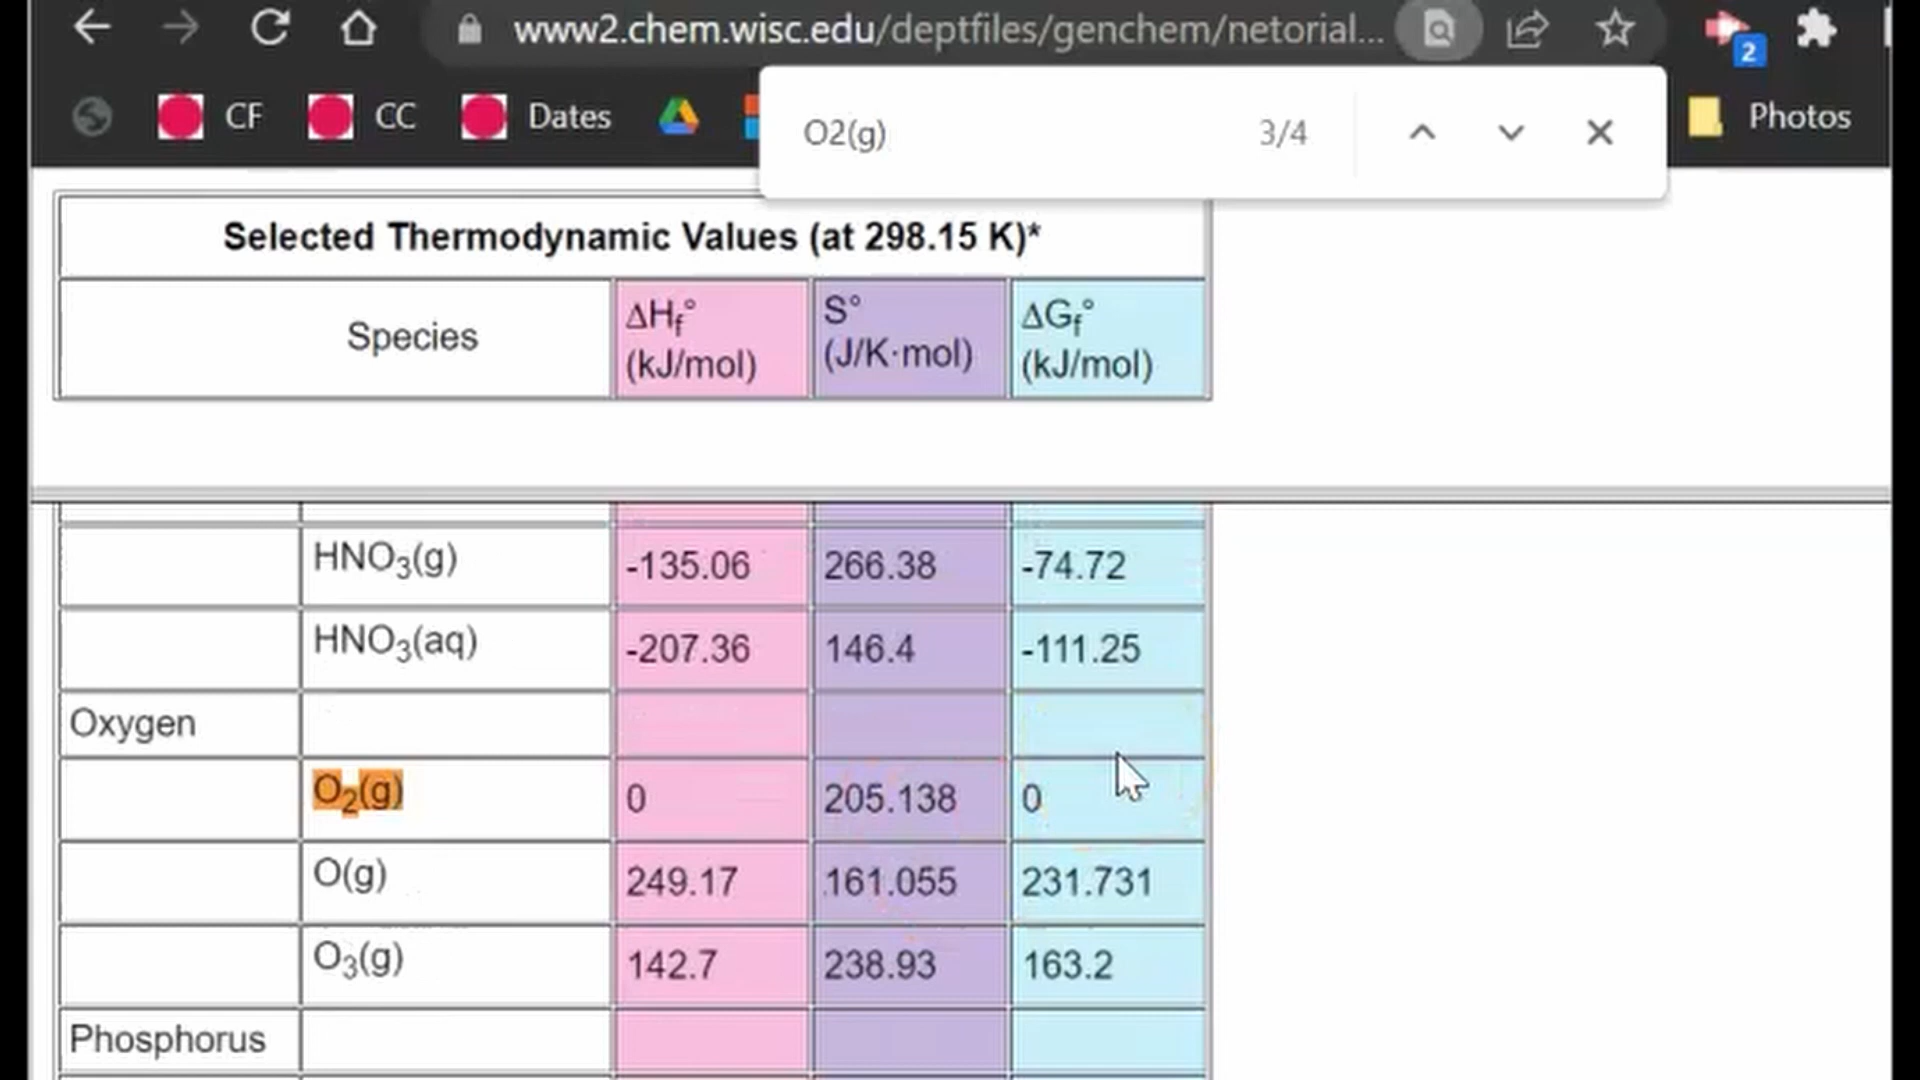 www2.chem.wisc.edu/deptfiles/genchem/netorial...
2
CF CC Dates Photos
O2(g) 3/4
Selected Thermodynamic Values (at 298.15 K)*
Species ΔHf° (kJ/mol) S° (J/K·mol) ΔGf° (kJ/mol)
HNO₃(g) -135.06 266.38 -74.72
HNO₃(aq) -207.36 146.4 -111.25
Oxygen
O₂(g) 0 205.138 0
O(g) 249.17 161.055 231.731
O₃(g) 142.7 238.93 163.2
Phosphorus